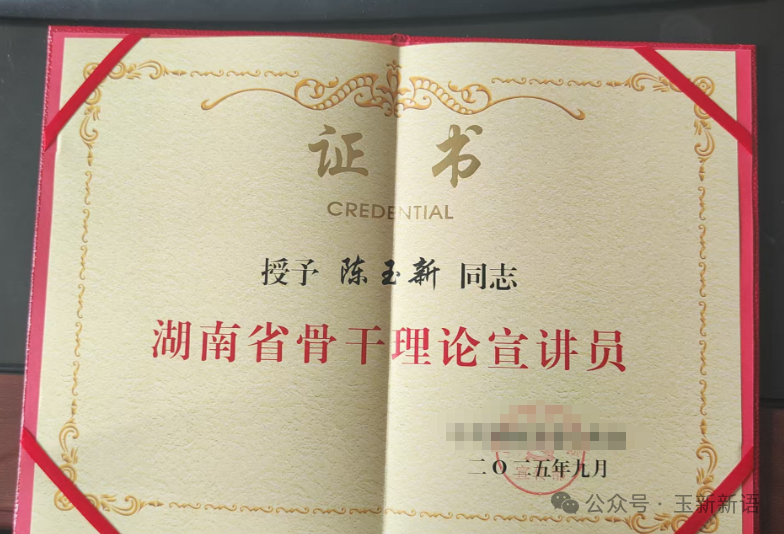 证书
CREDENTIAL
授予 陈玉新 同志
湖南省骨干理论宣讲员
二〇二五年九月
公众号 · 玉新新语